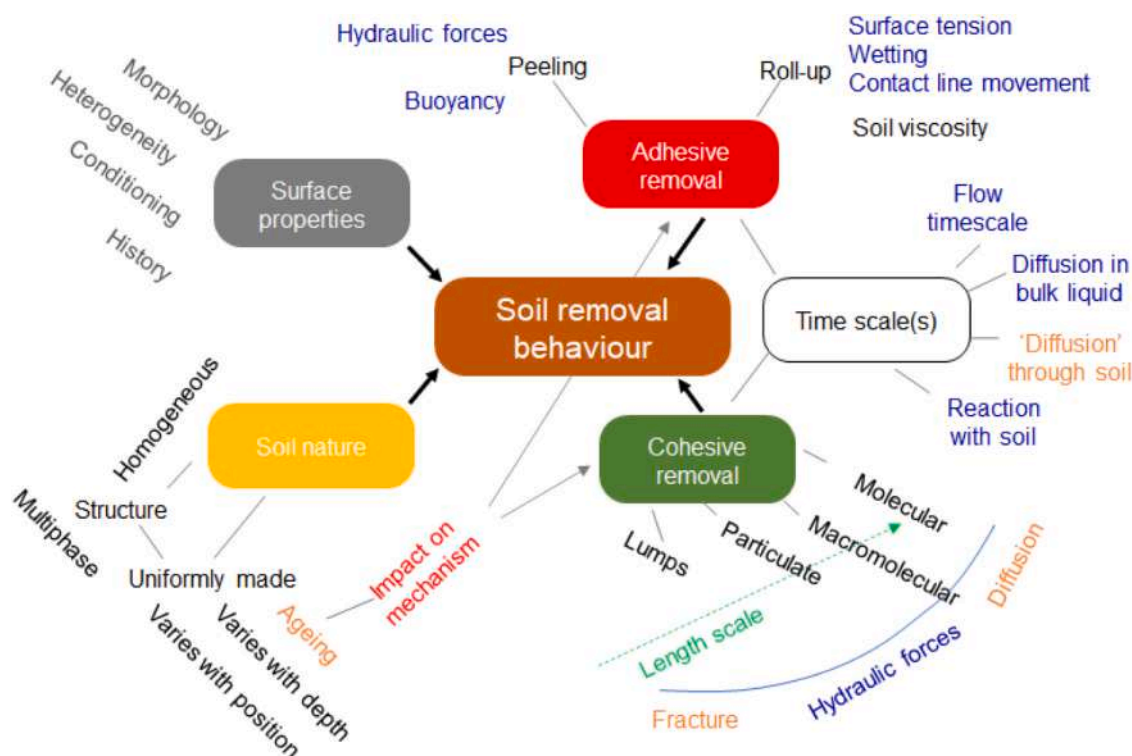 Hydraulic forces
Peeling
Buoyancy
Roll-up
Surface tension
Wetting
Contact line movement
Soil viscosity
Adhesive
removal
Morphology
Heterogeneity
Conditioning
History
Surface
properties
Flow
timescale
Diffusion in
bulk liquid
'Diffusion'
through soil
Reaction
with soil
Time scale(s)
Soil removal
behaviour
Soil nature
Homogeneous
Structure
Multiphase
Uniformly made
Varies with position
Varies with depth
Ageing
Impact on
mechanism
Cohesive
removal
Lumps
Particulate
Macromolecular
Molecular
Length scale
Fracture
Hydraulic forces
Diffusion